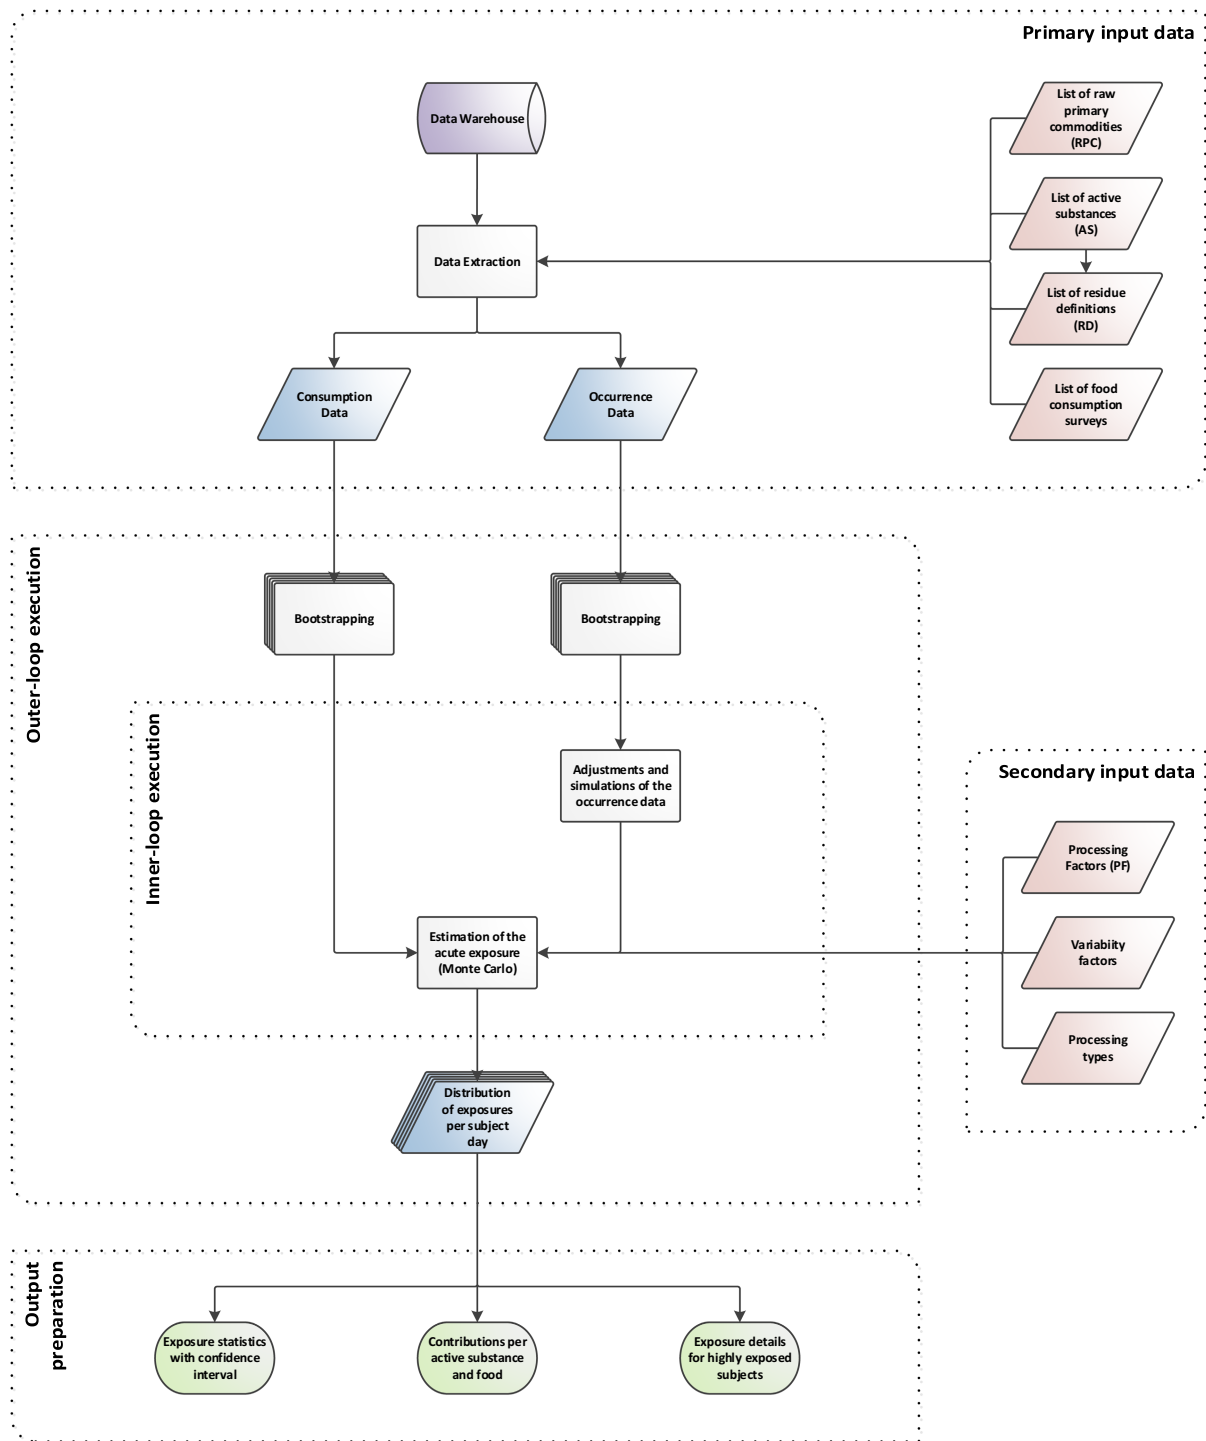 Primary input data
Data Warehouse
List of raw
primary
commodities
(RPC)
List of active
substances
(AS)
Data Extraction
List of residue
definitions
(RD)
Consumption
Data
Occurrence
Data
List of food
consumption
surveys
Outer-loop execution
Bootstrapping
Bootstrapping
Inner-loop execution
Adjustments and
simulations of the
occurrence data
Secondary input data
Processing
Factors (PF)
Estimation of the
acute exposure
(Monte Carlo)
Variabiity
factors
Processing
types
Distribution
of exposures
per subject
day
Output
preparation
Exposure statistics
with confidence
interval
Contributions per
active substance
and food
Exposure details
for highly exposed
subjects